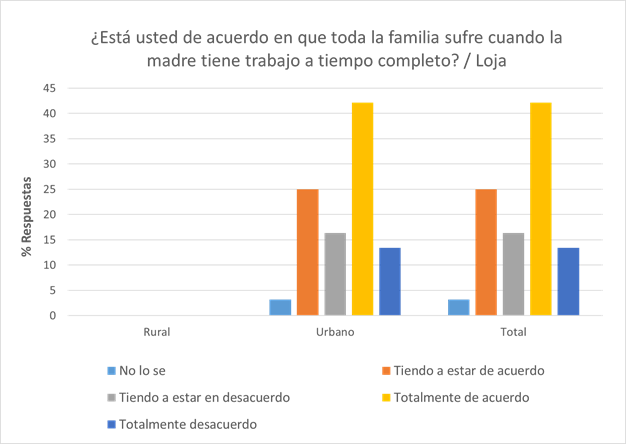 ¿Está usted de acuerdo en que toda la familia sufre cuando la
madre tiene trabajo a tiempo completo? / Loja
% Respuestas
45
40
35
30
25
20
15
10
5
0
Rural
Urbano
Total
No lo se
Tiendo a estar de acuerdo
Tiendo a estar en desacuerdo
Totalmente de acuerdo
Totalmente desacuerdo